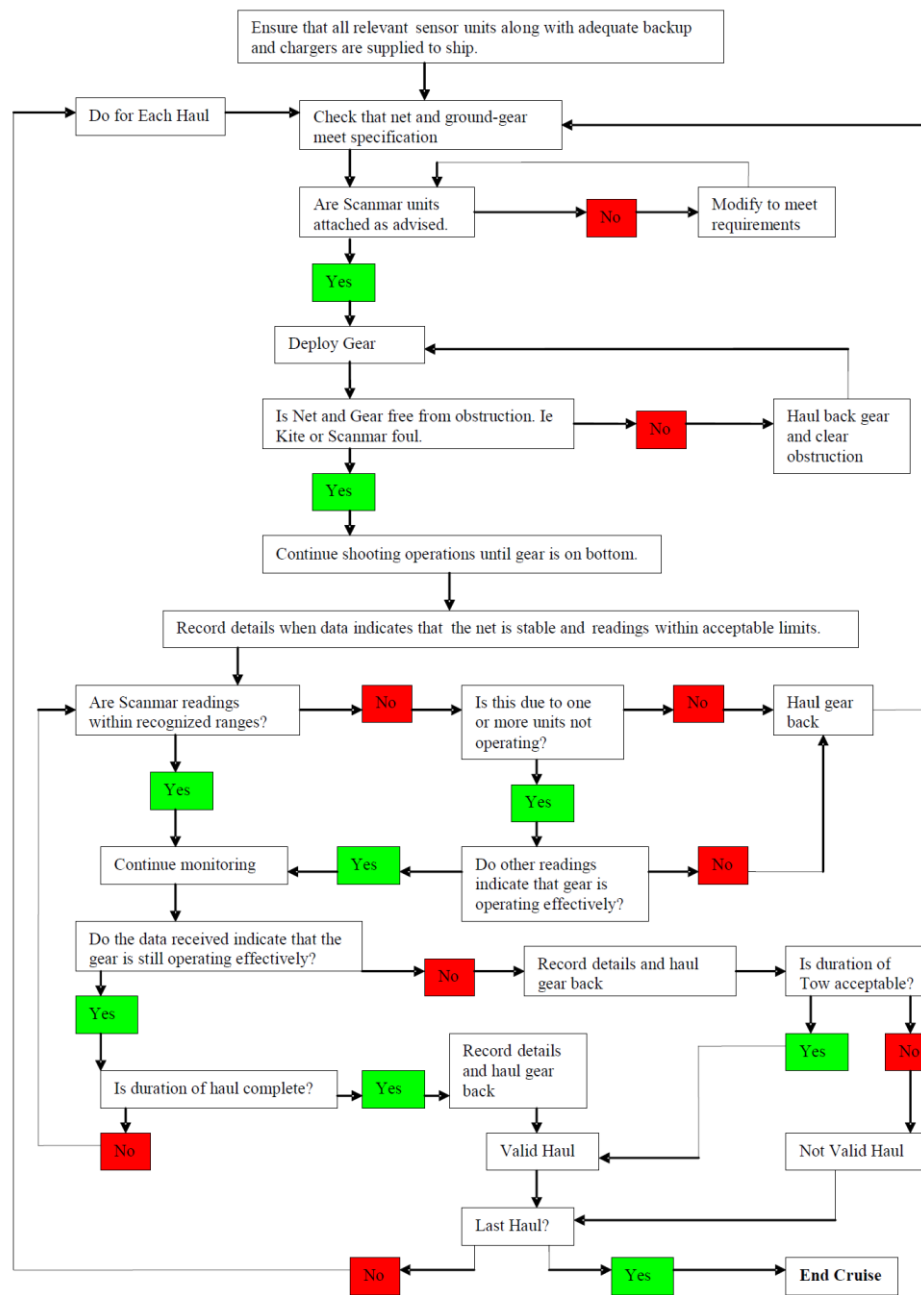 Ensure that all relevant sensor units along with adequate backup
and chargers are supplied to ship.
Do for Each Haul
Check that net and ground-gear
meet specification
Are Scanmar units
attached as advised.
No
Modify to meet
requirements
Yes
Deploy Gear
Is Net and Gear free from obstruction. Ie
Kite or Scanmar foul.
No
Haul back gear
and clear
obstruction
Yes
Continue shooting operations until gear is on bottom.
Record details when data indicates that the net is stable and readings within acceptable limits.
Are Scanmar readings
within recognized ranges?
No
Is this due to one
or more units not
operating?
No
Haul gear
back
Yes
Yes
Continue monitoring
Yes
Do other readings
indicate that gear is
operating effectively?
No
Do the data received indicate that the
gear is still operating effectively?
No
Record details and haul
gear back
Is duration of
Tow acceptable?
Yes
Yes
No
Is duration of haul complete?
Yes
Record details
and haul gear
back
No
Valid Haul
Not Valid Haul
Last Haul?
No
Yes
End Cruise